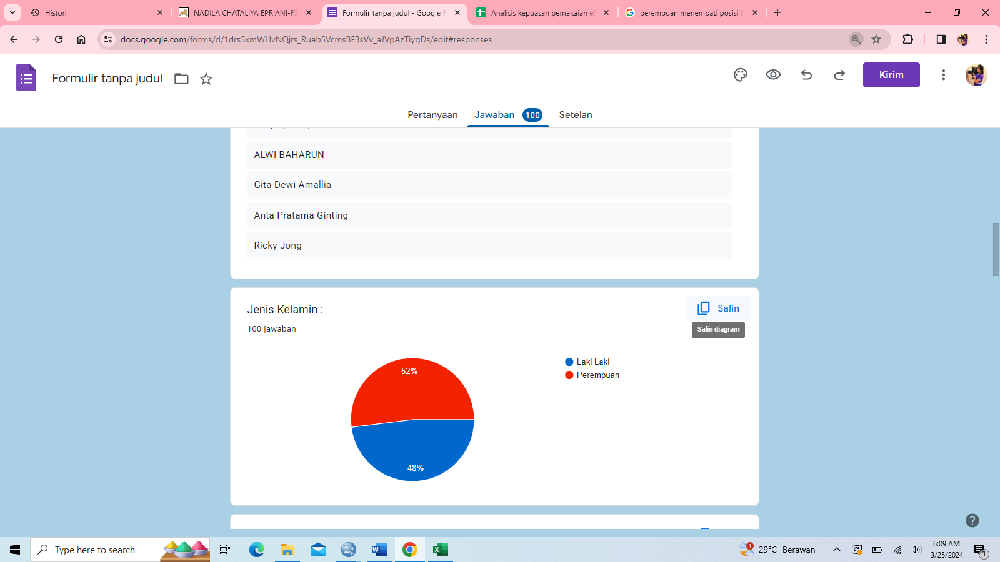 Histori
NADILA CHATALIYA EPRIANI-FS
Formulir tanpa judul - Google F
Analisis kepuasan pemakaian e
perempuan menempati posisi
docs.google.com/forms/d/1drs5xmWHvNQjrs_Ruab5VcmsBF3sVv_aJVpAzTiygDs/edit#responses
Formulir tanpa judul
Kirim
Pertanyaan
Jawaban 100
Setelan
ALWI BAHARUN
Gita Dewi Amallia
Anta Pratama Ginting
Ricky Jong
Jenis Kelamin :
Salin
100 jawaban
Salin diagram
Laki Laki
Perempuan
52%
48%
Type here to search
1
29°C Berawan
6:09 AM
3/25/2024
1